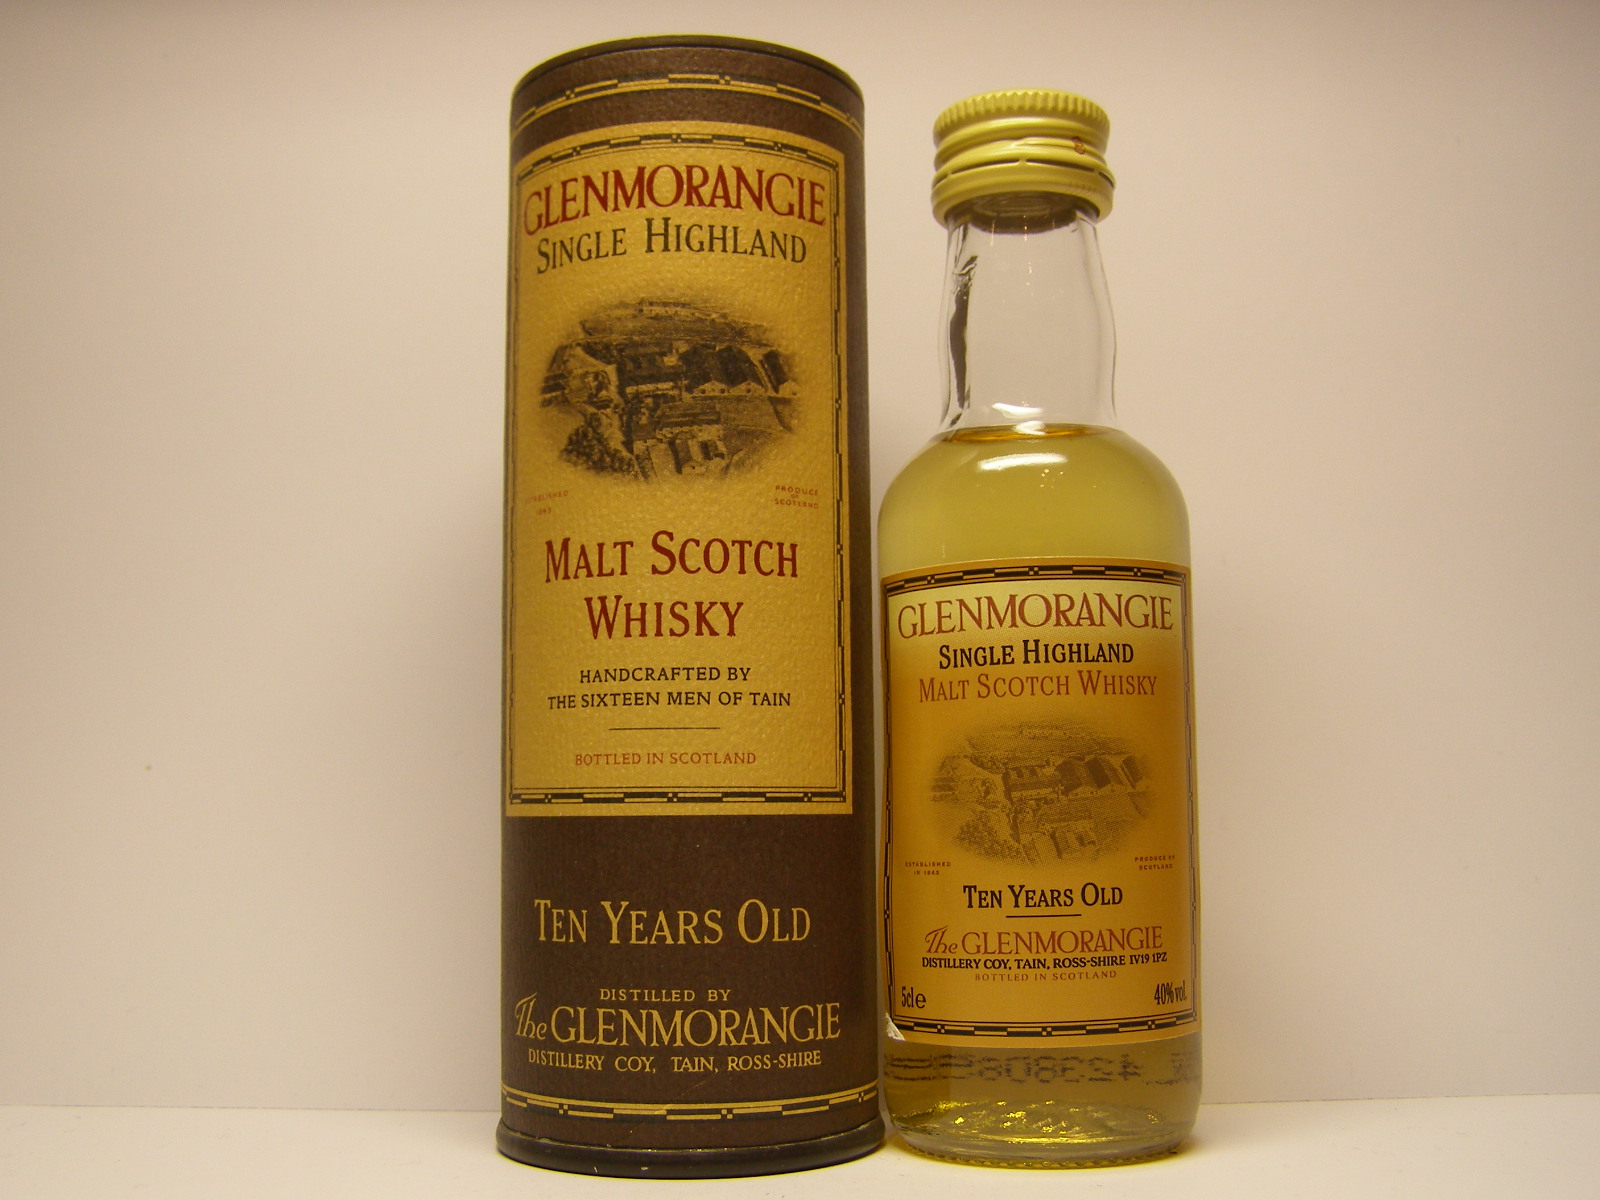 GLENMORANGIE
SINGLE HIGHLAND
ESTABLISHED
1843
PRODUCE
OF
SCOTLAND
MALT SCOTCH
WHISKY
HANDCRAFTED BY
THE SIXTEEN MEN OF TAIN
BOTTLED IN SCOTLAND
TEN YEARS OLD
DISTILLED BY
The GLENMORANGIE
DISTILLERY COY, TAIN, ROSS-SHIRE
GLENMORANGIE
SINGLE HIGHLAND
MALT SCOTCH WHISKY
ESTABLISHED
IN 1843
PRODUCE OF
SCOTLAND
TEN YEARS OLD
The GLENMORANGIE
DISTILLERY COY, TAIN, ROSS-SHIRE IV19 1PZ
BOTTLED IN SCOTLAND
5cl e
40% vol.